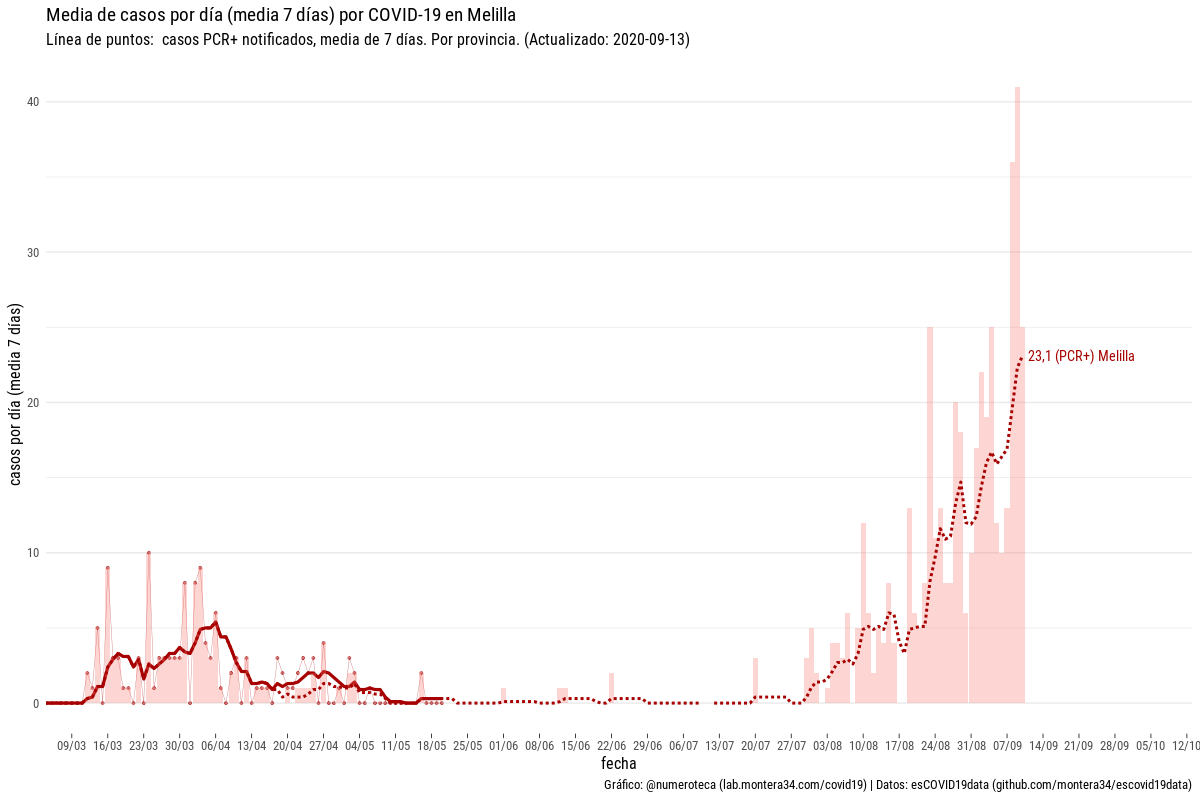 Media de casos por día (media 7 días) por COVID-19 en Melilla
Línea de puntos:  casos PCR+ notificados, media de 7 días. Por provincia. (Actualizado: 2020-09-13)
casos por día (media 7 días)
40
30
20
10
0
23,1 (PCR+) Melilla
09/03 16/03 23/03 30/03 06/04 13/04 20/04 27/04 04/05 11/05 18/05 25/05 01/06 08/06 15/06 22/06 29/06 06/07 13/07 20/07 27/07 03/08 10/08 17/08 24/08 31/08 07/09 14/09 21/09 28/09 05/10 12/10
fecha
Gráfico: @numeroteca (lab.montera34.com/covid19) | Datos: esCOVID19data (github.com/montera34/escovid19data)